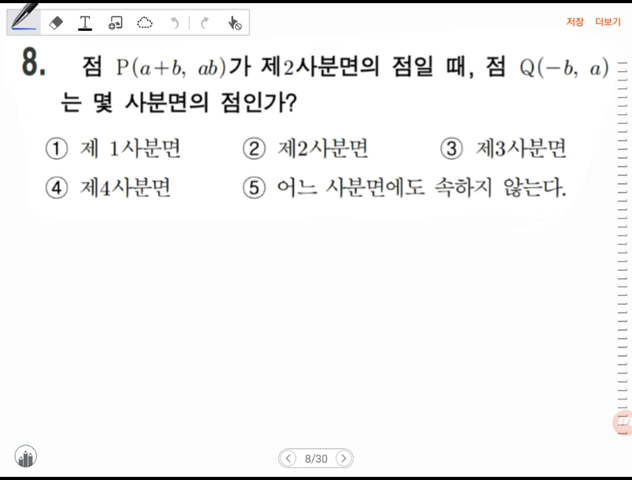 저장 더보기
8. 점 P(a+b, ab)가 제2사분면의 점일 때, 점 Q(−b, a)
는 몇 사분면의 점인가?
① 제 1사분면 ② 제2사분면 ③ 제3사분면
④ 제4사분면 ⑤ 어느 사분면에도 속하지 않는다.
8/30